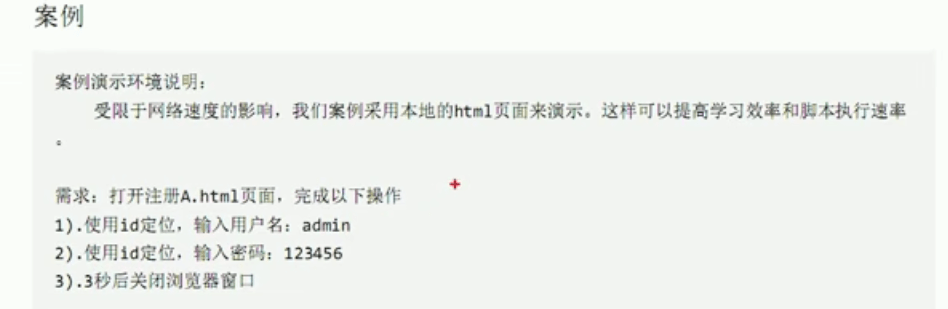 案例
案例演示环境说明：
受限于网络速度的影响，我们案例采用本地的html页面来演示。这样可以提高学习效率和脚本执行速率
。
需求：打开注册A.html页面，完成以下操作
1).使用id定位，输入用户名：admin
2).使用id定位，输入密码：123456
3).3秒后关闭浏览器窗口